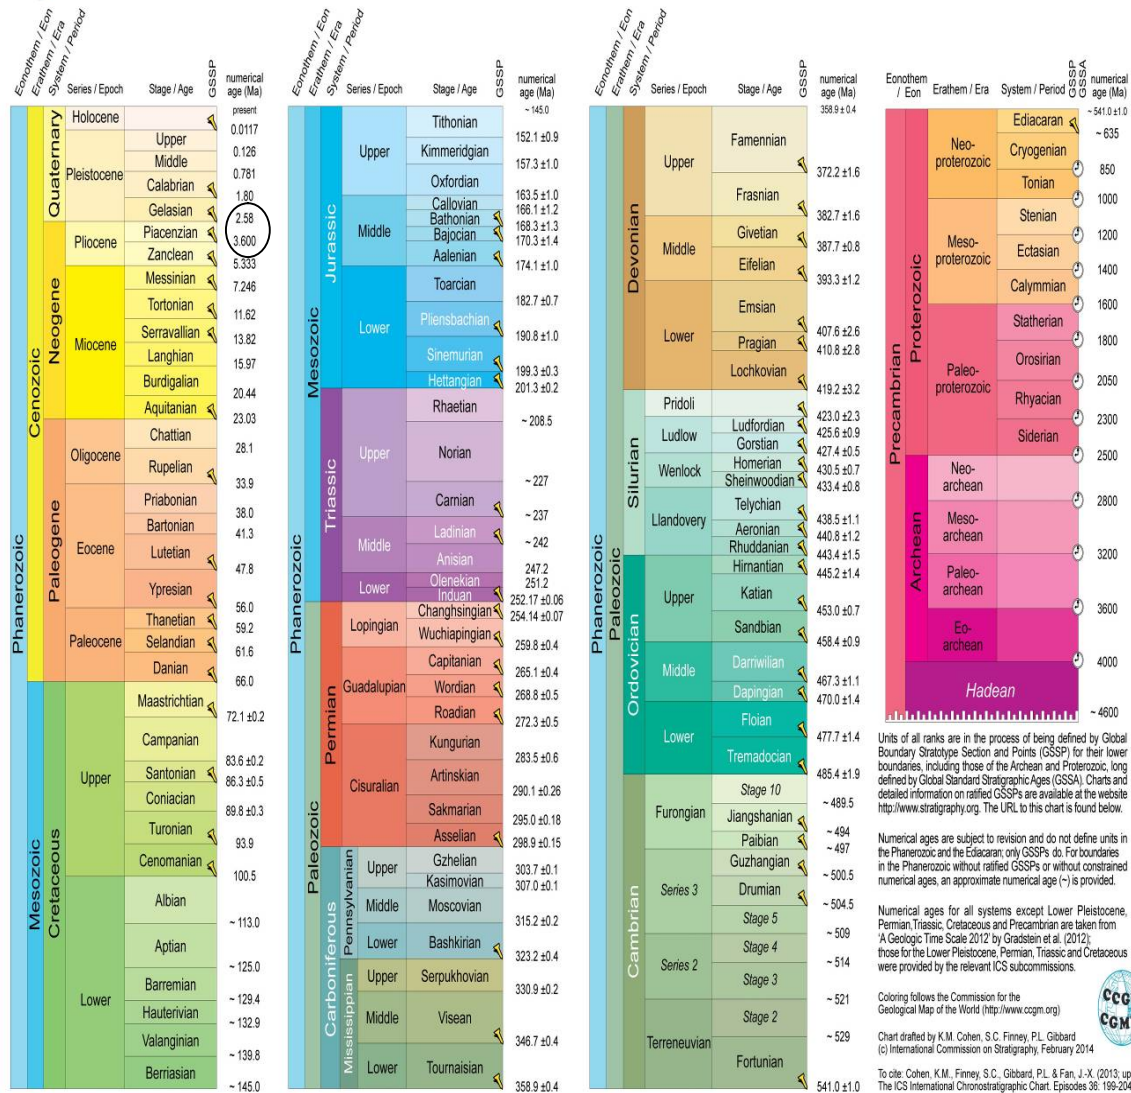 Eonothem / Eon
Erathem / Era
System / Period
Series / Epoch
Stage / Age
GSSP
numerical
age (Ma)
Phanerozoic
Cenozoic
Mesozoic
Quaternary
Neogene
Paleogene
Cretaceous
present
Holocene
0.0117
Pleistocene
Upper
0.126
Middle
0.781
Calabrian
1.80
Gelasian
2.58
Pliocene
Piacenzian
3.600
Zanclean
5.333
Miocene
Messinian
7.246
Tortonian
11.62
Serravallian
13.82
Langhian
15.97
Burdigalian
20.44
Aquitanian
23.03
Oligocene
Chattian
28.1
Rupelian
33.9
Eocene
Priabonian
38.0
Bartonian
41.3
Lutetian
47.8
Ypresian
56.0
Paleocene
Thanetian
59.2
Selandian
61.6
Danian
66.0
Upper
Maastrichtian
72.1 ±0.2
Campanian
83.6 ±0.2
Santonian
86.3 ±0.5
Coniacian
89.8 ±0.3
Turonian
93.9
Cenomanian
100.5
Lower
Albian
~ 113.0
Aptian
~ 125.0
Barremian
~ 129.4
Hauterivian
~ 132.9
Valanginian
~ 139.8
Berriasian
~ 145.0
Eonothem / Eon
Erathem / Era
System / Period
Series / Epoch
Stage / Age
GSSP
numerical
age (Ma)
Phanerozoic
Mesozoic
Paleozoic
Jurassic
Triassic
Permian
Carboniferous
Pennsylvanian
Mississippian
~ 145.0
Upper
Tithonian
152.1 ±0.9
Kimmeridgian
157.3 ±1.0
Oxfordian
163.5 ±1.0
Middle
Callovian
166.1 ±1.2
Bathonian
168.3 ±1.3
Bajocian
170.3 ±1.4
Aalenian
174.1 ±1.0
Lower
Toarcian
182.7 ±0.7
Pliensbachian
190.8 ±1.0
Sinemurian
199.3 ±0.3
Hettangian
201.3 ±0.2
Upper
Rhaetian
~ 208.5
Norian
~ 227
Carnian
~ 237
Middle
Ladinian
~ 242
Anisian
247.2
Lower
Olenekian
251.2
Induan
252.17 ±0.06
Lopingian
Changhsingian
254.14 ±0.07
Wuchiapingian
259.8 ±0.4
Guadalupian
Capitanian
265.1 ±0.4
Wordian
268.8 ±0.5
Roadian
272.3 ±0.5
Cisuralian
Kungurian
283.5 ±0.6
Artinskian
290.1 ±0.26
Sakmarian
295.0 ±0.18
Asselian
298.9 ±0.15
Upper
Gzhelian
303.7 ±0.1
Kasimovian
307.0 ±0.1
Middle
Moscovian
315.2 ±0.2
Lower
Bashkirian
323.2 ±0.4
Upper
Serpukhovian
330.9 ±0.2
Middle
Visean
346.7 ±0.4
Lower
Tournaisian
358.9 ±0.4
Eonothem / Eon
Erathem / Era
System / Period
Series / Epoch
Stage / Age
GSSP
numerical
age (Ma)
Phanerozoic
Paleozoic
Devonian
Silurian
Ordovician
Cambrian
358.9 ± 0.4
Upper
Famennian
372.2 ±1.6
Frasnian
382.7 ±1.6
Middle
Givetian
387.7 ±0.8
Eifelian
393.3 ±1.2
Lower
Emsian
407.6 ±2.6
Pragian
410.8 ±2.8
Lochkovian
419.2 ±3.2
Pridoli
423.0 ±2.3
Ludlow
Ludfordian
425.6 ±0.9
Gorstian
427.4 ±0.5
Wenlock
Homerian
430.5 ±0.7
Sheinwoodian
433.4 ±0.8
Llandovery
Telychian
438.5 ±1.1
Aeronian
440.8 ±1.2
Rhuddanian
443.4 ±1.5
Upper
Hirnantian
445.2 ±1.4
Katian
453.0 ±0.7
Sandbian
458.4 ±0.9
Middle
Darriwilian
467.3 ±1.1
Dapingian
470.0 ±1.4
Lower
Floian
477.7 ±1.4
Tremadocian
485.4 ±1.9
Furongian
Stage 10
~ 489.5
Jiangshanian
~ 494
Paibian
~ 497
Series 3
Guzhangian
~ 500.5
Drumian
~ 504.5
Stage 5
~ 509
Series 2
Stage 4
~ 514
Stage 3
~ 521
Terreneuvian
Stage 2
~ 529
Fortunian
541.0 ±1.0
Eonothem
/ Eon
Erathem / Era
System / Period
GSSP
GSSA
numerical
age (Ma)
Precambrian
Proterozoic
Archean
~ 541.0 ±1.0
Neo-
proterozoic
Ediacaran
~ 635
Cryogenian
850
Tonian
1000
Meso-
proterozoic
Stenian
1200
Ectasian
1400
Calymmian
1600
Paleo-
proterozoic
Statherian
1800
Orosirian
2050
Rhyacian
2300
Siderian
2500
Neo-
archean
2800
Meso-
archean
3200
Paleo-
archean
3600
Eo-
archean
4000
Hadean
~ 4600
Units of all ranks are in the process of being defined by Global
Boundary Stratotype Section and Points (GSSP) for their lower
boundaries, including those of the Archean and Proterozoic, long
defined by Global Standard Stratigraphic Ages (GSSA). Charts and
detailed information on ratified GSSPs are available at the website
http://www.stratigraphy.org. The URL to this chart is found below.
Numerical ages are subject to revision and do not define units in
the Phanerozoic and the Ediacaran; only GSSPs do. For boundaries
in the Phanerozoic without ratified GSSPs or without constrained
numerical ages, an approximate numerical age (~) is provided.
Numerical ages for all systems except Lower Pleistocene,
Permian,Triassic, Cretaceous and Precambrian are taken from
'A Geologic Time Scale 2012' by Gradstein et al. (2012);
those for the Lower Pleistocene, Permian, Triassic and Cretaceous
were provided by the relevant ICS subcommissions.
Coloring follows the Commission for the
Geological Map of the World (http://www.ccgm.org)
CCG
CGM
Chart drafted by K.M. Cohen, S.C. Finney, P.L. Gibbard
(c) International Commission on Stratigraphy, February 2014
To cite: Cohen, K.M., Finney, S.C., Gibbard, P.L. & Fan, J.-X. (2013; up
The ICS International Chronostratigraphic Chart. Episodes 36: 199-204